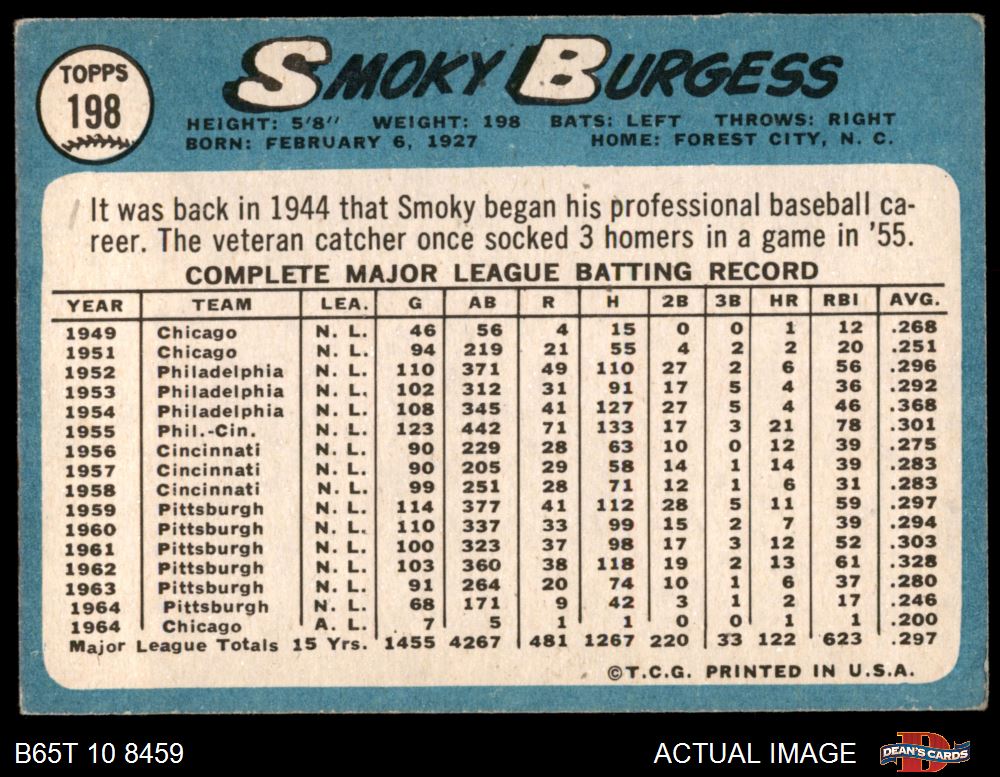 TOPPS
198
SMOKY BURGESS
HEIGHT: 5'8" WEIGHT: 198 BATS: LEFT THROWS: RIGHT
BORN: FEBRUARY 6, 1927 HOME: FOREST CITY, N. C.
It was back in 1944 that Smoky began his professional baseball ca-
reer. The veteran catcher once socked 3 homers in a game in '55.
COMPLETE MAJOR LEAGUE BATTING RECORD
YEAR TEAM LEA. G AB R H 2B 3B HR RBI AVG.
1949 Chicago N. L. 46 56 4 15 0 0 1 12 .268
1951 Chicago N. L. 94 219 21 55 4 2 2 20 .251
1952 Philadelphia N. L. 110 371 49 110 27 2 6 56 .296
1953 Philadelphia N. L. 102 312 31 91 17 5 4 36 .292
1954 Philadelphia N. L. 108 345 41 127 27 5 4 46 .368
1955 Phil.-Cin. N. L. 123 442 71 133 17 3 21 78 .301
1956 Cincinnati N. L. 90 229 28 63 10 0 12 39 .275
1957 Cincinnati N. L. 90 205 29 58 14 1 14 39 .283
1958 Cincinnati N. L. 99 251 28 71 12 1 6 31 .283
1959 Pittsburgh N. L. 114 377 41 112 28 5 11 59 .297
1960 Pittsburgh N. L. 110 337 33 99 15 2 7 39 .294
1961 Pittsburgh N. L. 100 323 37 98 17 3 12 52 .303
1962 Pittsburgh N. L. 103 360 38 118 19 2 13 61 .328
1963 Pittsburgh N. L. 91 264 20 74 10 1 6 37 .280
1964 Pittsburgh N. L. 68 171 9 42 3 1 2 17 .246
1964 Chicago A. L. 7 5 1 1 0 0 1 1 .200
Major League Totals 15 Yrs. 1455 4267 481 1267 220 33 122 623 .297
©T.C.G. PRINTED IN U.S.A.
B65T 10 8459 ACTUAL IMAGE DEAN'S CARDS